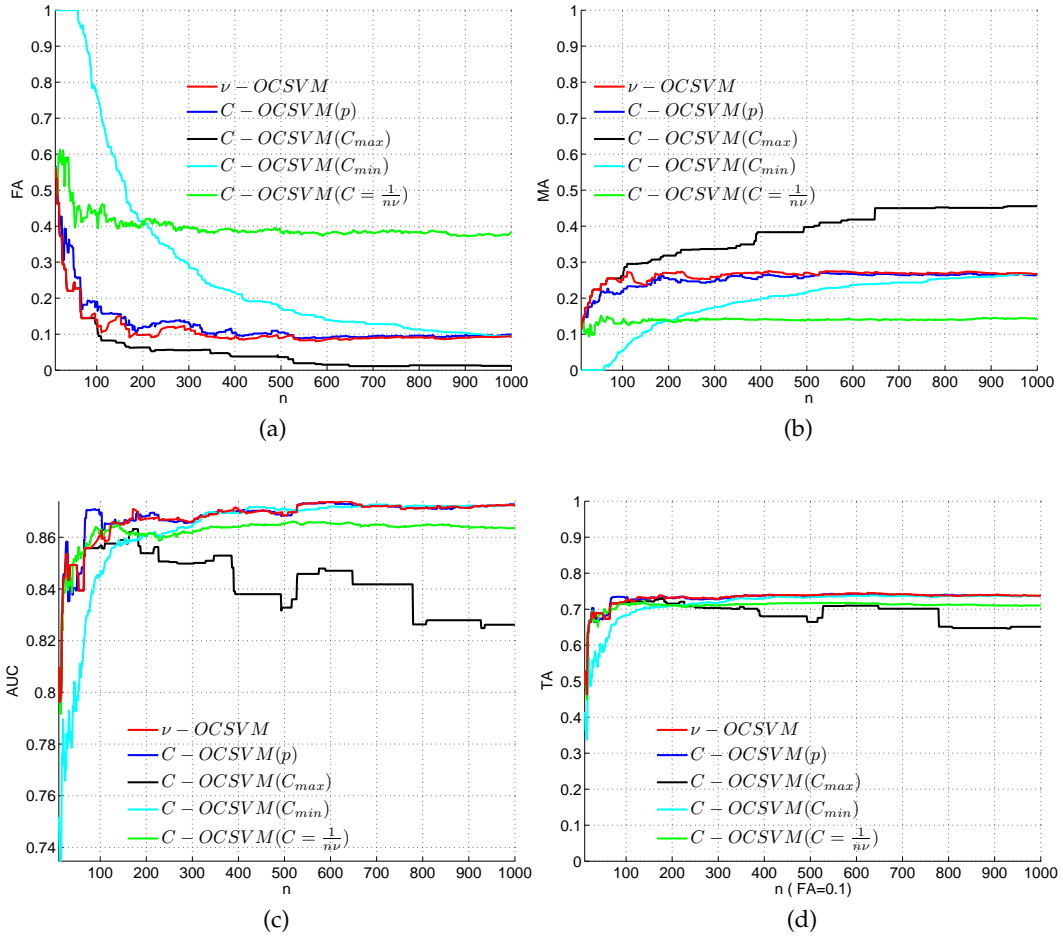 1
0.9
0.8
0.7
0.6
0.5
0.4
0.3
0.2
0.1
0
FA
ν − OCSVM
C − OCSVM(p)
C − OCSVM(C_max)
C − OCSVM(C_min)
C − OCSVM(C = 1/nν)
100 200 300 400 500 600 700 800 900 1000
n
(a)
1
0.9
0.8
0.7
0.6
0.5
0.4
0.3
0.2
0.1
0
MA
ν − OCSVM
C − OCSVM(p)
C − OCSVM(C_max)
C − OCSVM(C_min)
C − OCSVM(C = 1/nν)
100 200 300 400 500 600 700 800 900 1000
n
(b)
0.86
0.84
0.82
0.8
0.78
0.76
0.74
AUC
ν − OCSVM
C − OCSVM(p)
C − OCSVM(C_max)
C − OCSVM(C_min)
C − OCSVM(C = 1/nν)
100 200 300 400 500 600 700 800 900 1000
n
(c)
1
0.9
0.8
0.7
0.6
0.5
0.4
0.3
0.2
0.1
0
TA
ν − OCSVM
C − OCSVM(p)
C − OCSVM(C_max)
C − OCSVM(C_min)
C − OCSVM(C = 1/nν)
100 200 300 400 500 600 700 800 900 1000
n ( FA=0.1)
(d)